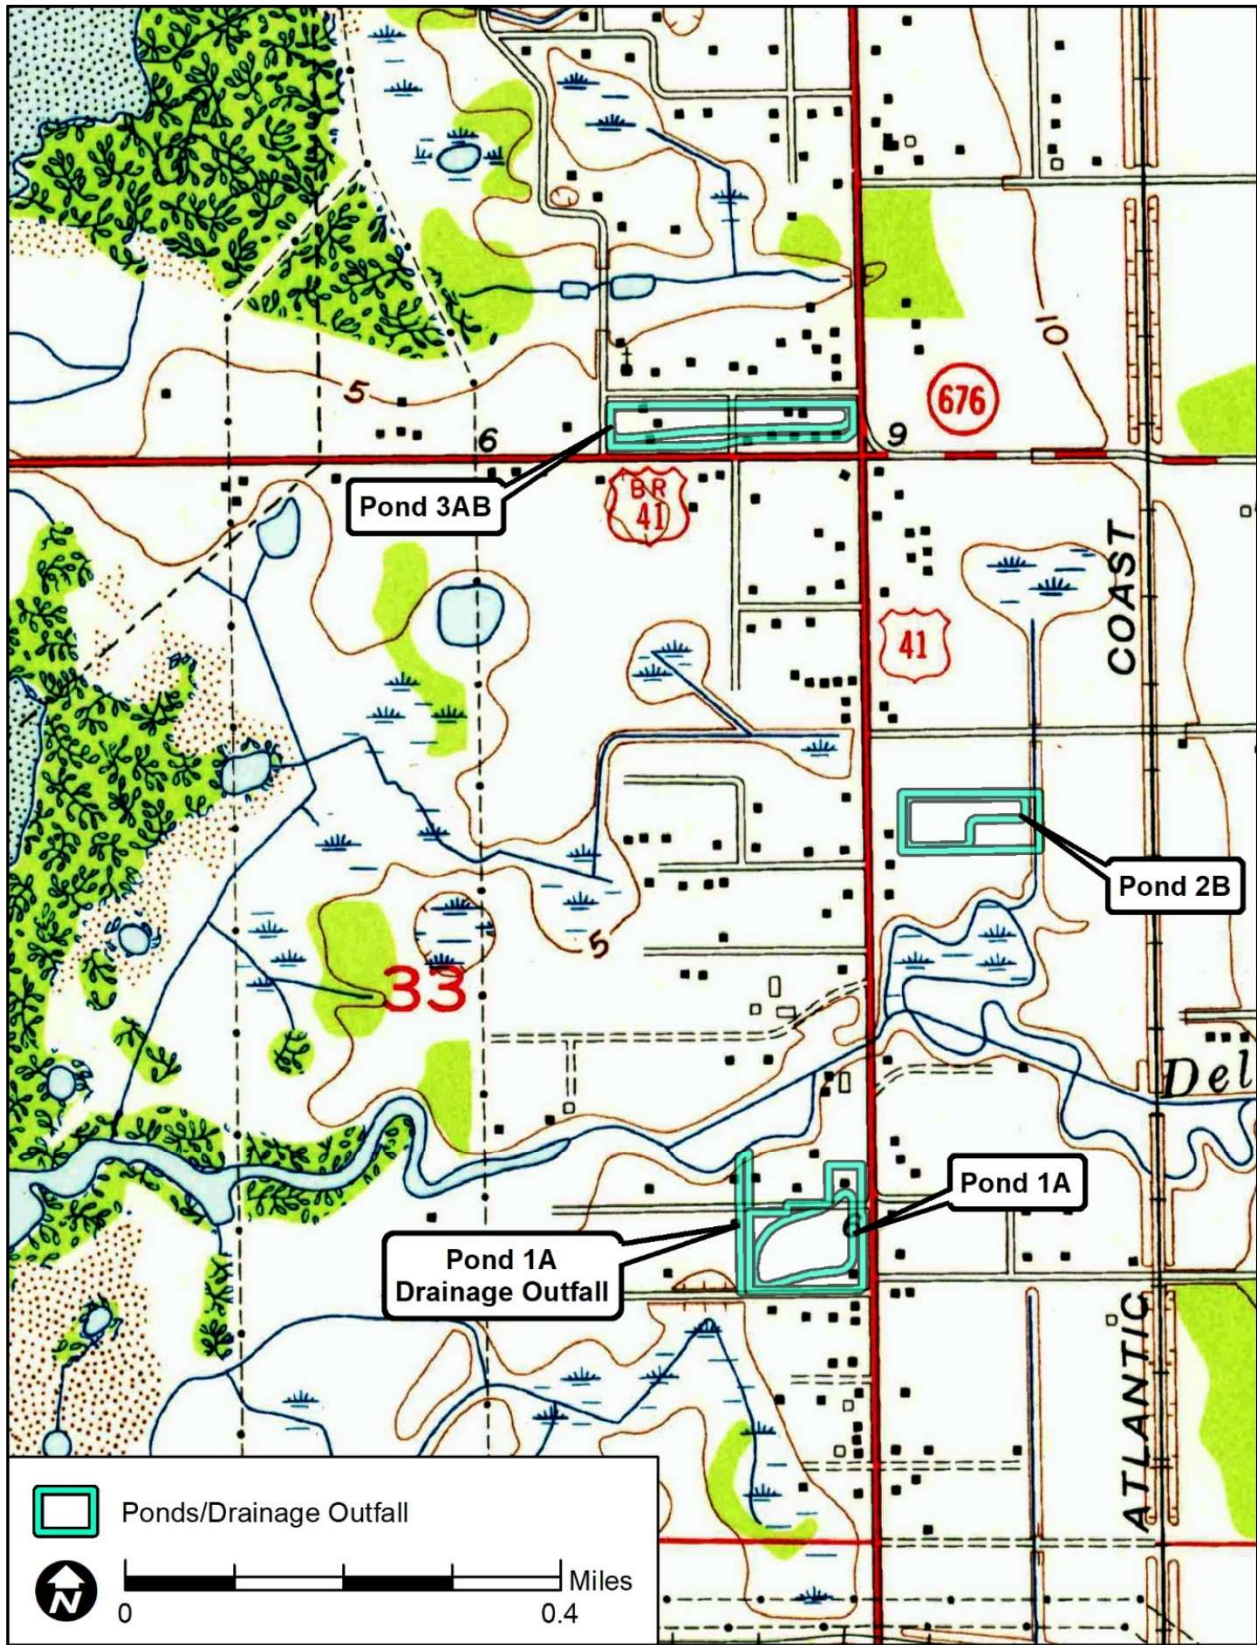 10
676
5
6
9
Pond 3AB
BR
41
COAST
41
Pond 2B
5
33
Del
Pond 1A
6
Pond 1A
Drainage Outfall
ATLANTIC
Ponds/Drainage Outfall
N
Miles
0
0.4